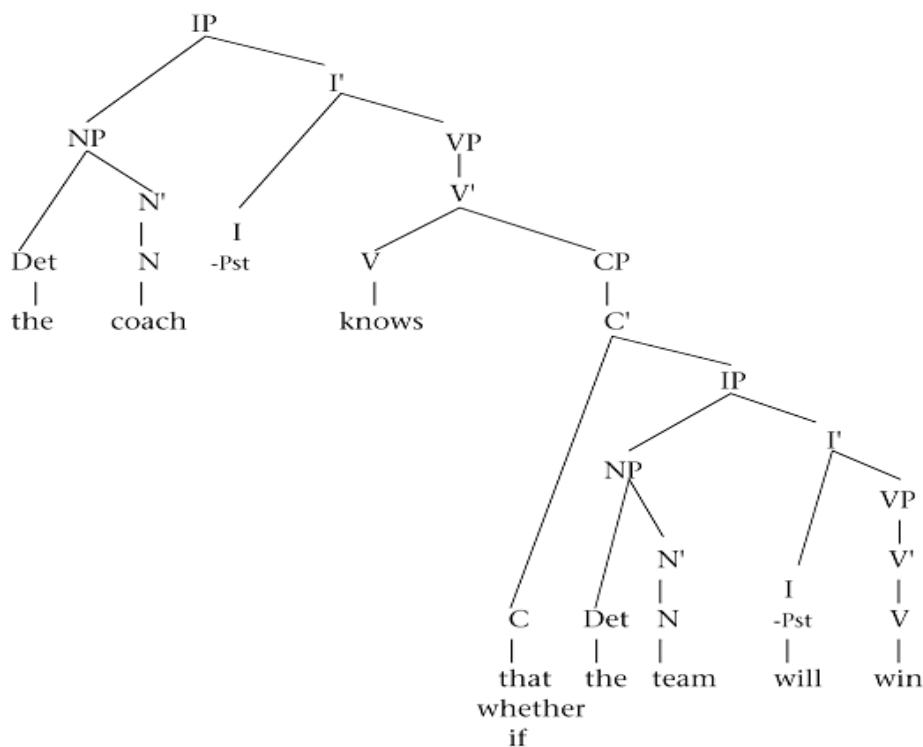 IP
I'
NP VP
N' V'
I
Det N -Pst V CP
the coach knows C'
IP
I'
NP
VP
N' V'
I
C Det N -Pst V
that the team will win
whether
if